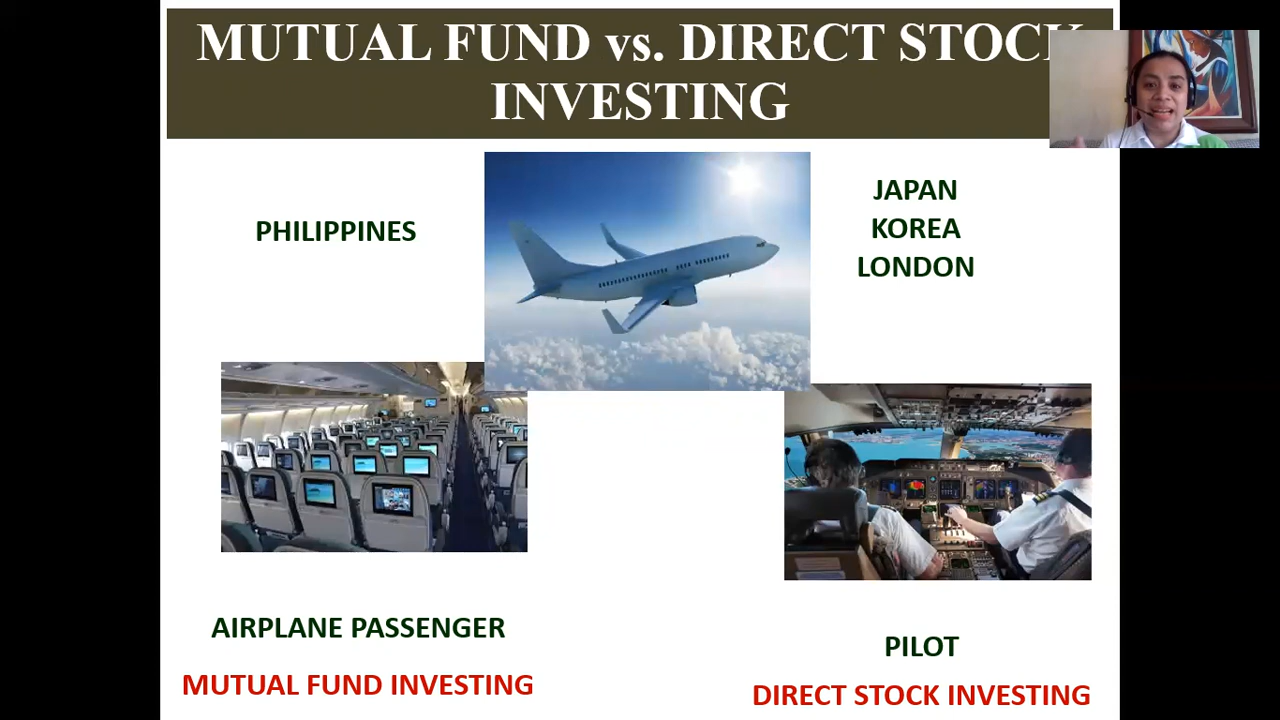 MUTUAL FUND vs. DIRECT STOCK
INVESTING
PHILIPPINES
JAPAN
KOREA
LONDON
AIRPLANE PASSENGER
MUTUAL FUND INVESTING
PILOT
DIRECT STOCK INVESTING